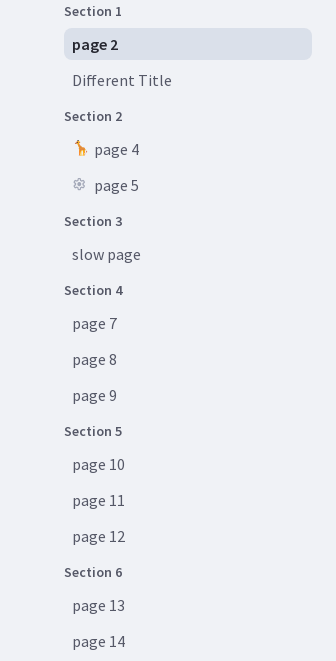 Section 1
page 2
Different Title
Section 2
page 4
page 5
Section 3
slow page
Section 4
page 7
page 8
page 9
Section 5
page 10
page 11
page 12
Section 6
page 13
page 14